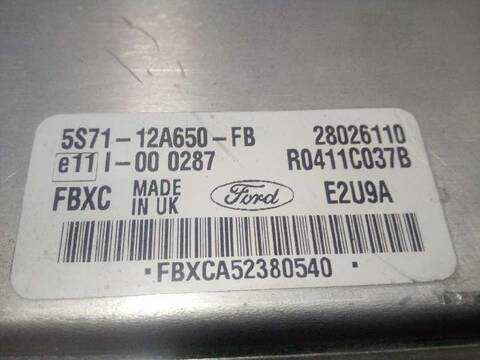 5S71-12A650-FB 28026110
e11 I-00 0287 R0411C037B
FBXC MADE IN UK Ford E2U9A
*FBXCA52380540*